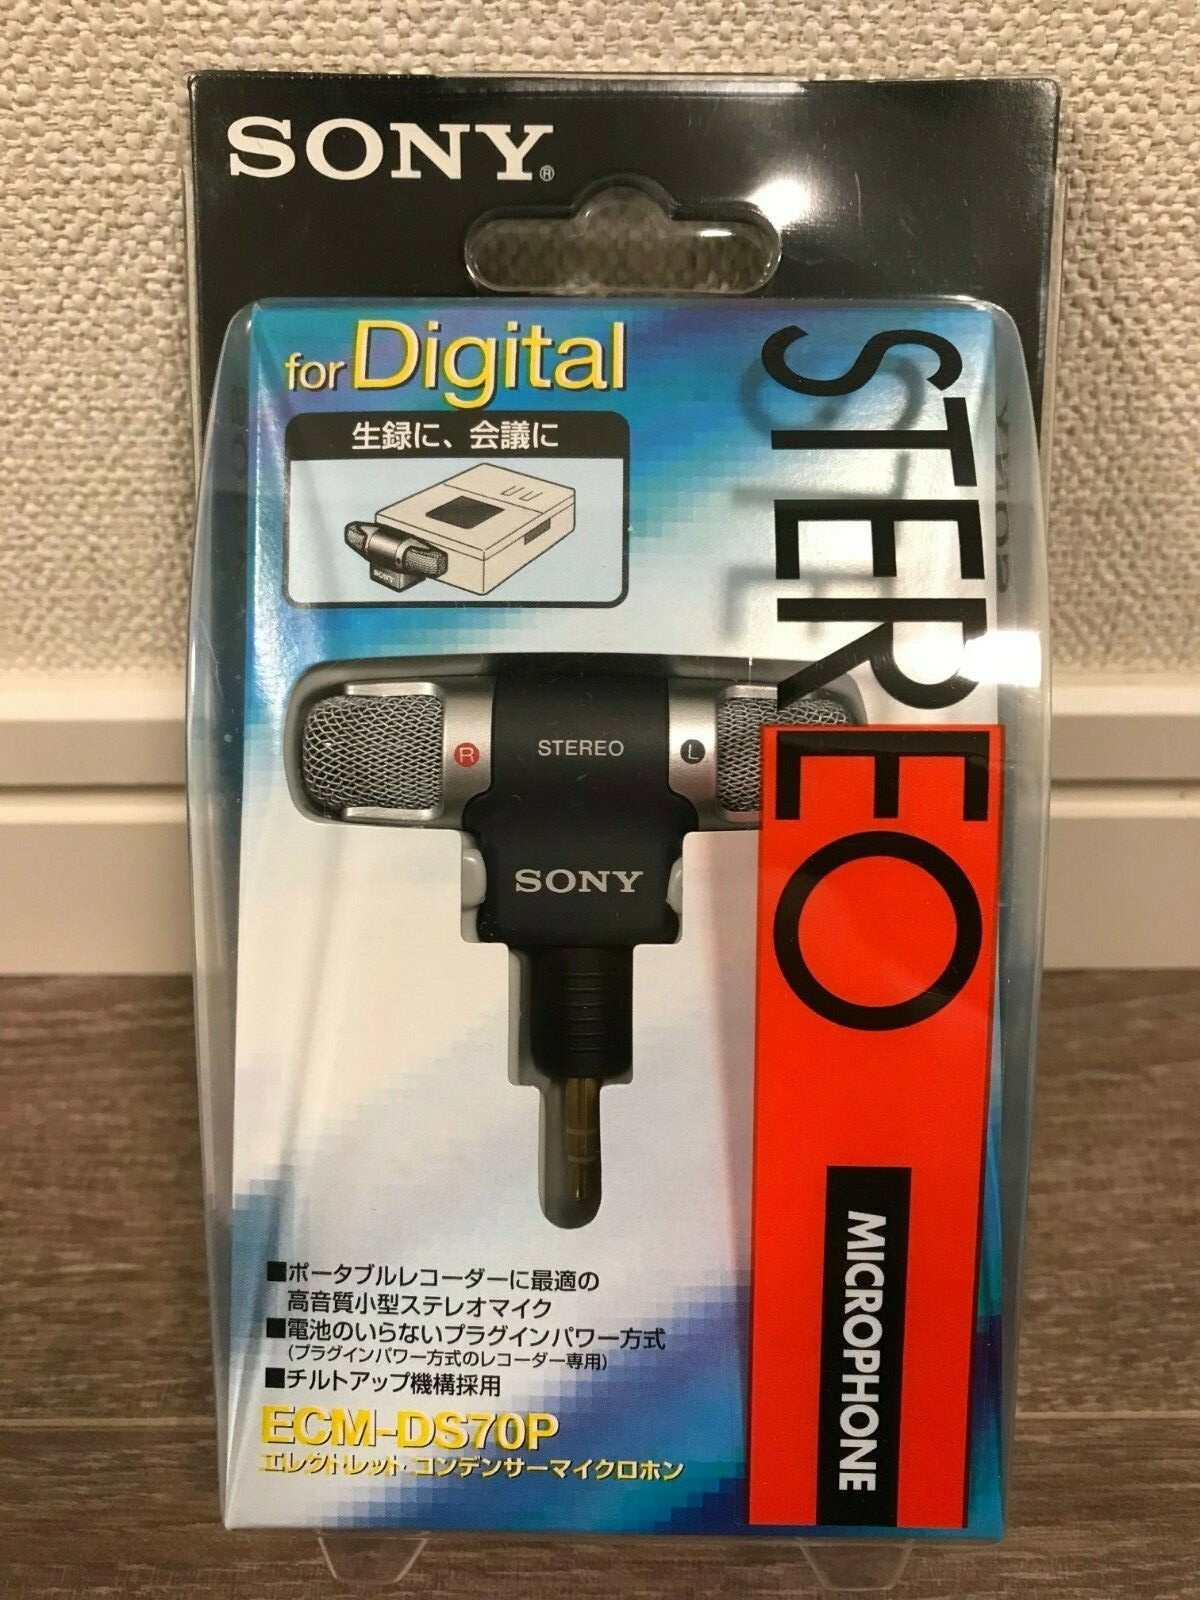 SONY®
for Digital
生録に、会議に
SONY
STEREO
MICROPHONE
R STEREO L
SONY
■ポータブルレコーダーに最適の
高音質小型ステレオマイク
■電池のいらないプラグインパワー方式
(プラグインパワー方式のレコーダー専用)
■チルトアップ機構採用
ECM-DS70P
エレクトレット・コンデンサーマイクロホン